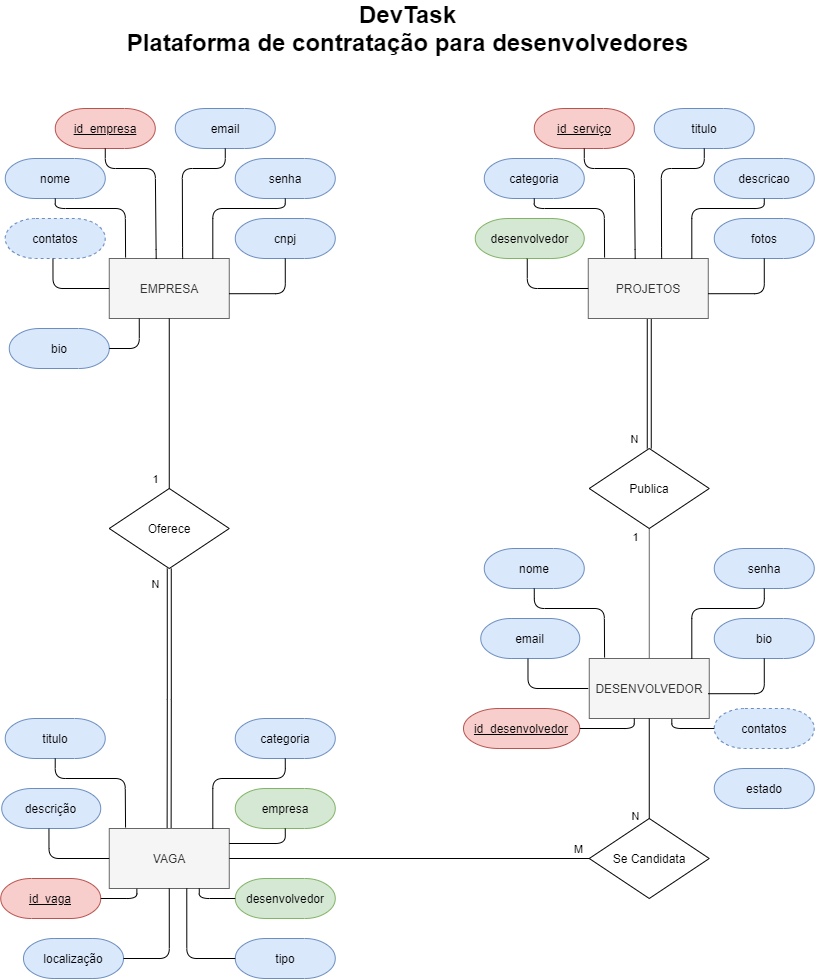 DevTask
Plataforma de contratação para desenvolvedores
id_empresa
email
nome
senha
contatos
cnpj
EMPRESA
bio
id_serviço
titulo
categoria
descricao
desenvolvedor
fotos
PROJETOS
1
Oferece
N
N
Publica
1
nome
senha
email
bio
DESENVOLVEDOR
id_desenvolvedor
contatos
estado
titulo
categoria
descrição
empresa
VAGA
id_vaga
desenvolvedor
localização
tipo
M
N
Se Candidata